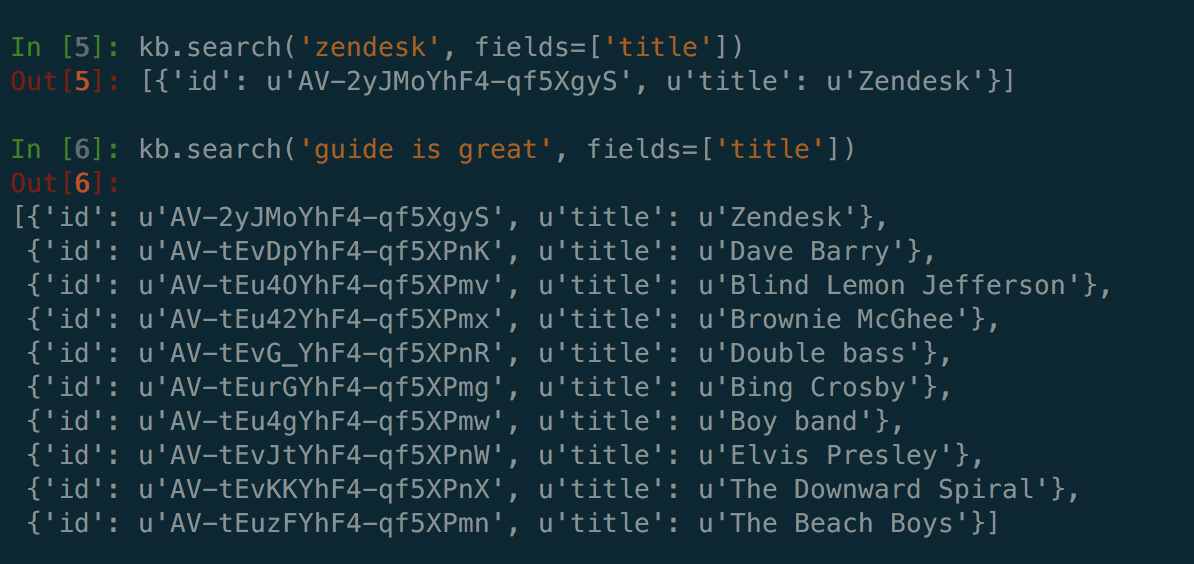 In [5]: kb.search('zendesk', fields=['title'])
Out[5]: [{'id': u'AV-2yJMoYhF4-qf5XgyS', u'title': u'Zendesk'}]
In [6]: kb.search('guide is great', fields=['title'])
Out[6]:
[{'id': u'AV-2yJMoYhF4-qf5XgyS', u'title': u'Zendesk'},
 {'id': u'AV-tEvDpYhF4-qf5XPnK', u'title': u'Dave Barry'},
 {'id': u'AV-tEu4OYhF4-qf5XPmv', u'title': u'Blind Lemon Jefferson'},
 {'id': u'AV-tEu42YhF4-qf5XPmx', u'title': u'Brownie McGhee'},
 {'id': u'AV-tEvG_YhF4-qf5XPnR', u'title': u'Double bass'},
 {'id': u'AV-tEurGYhF4-qf5XPmg', u'title': u'Bing Crosby'},
 {'id': u'AV-tEu4gYhF4-qf5XPmw', u'title': u'Boy band'},
 {'id': u'AV-tEvJtYhF4-qf5XPnW', u'title': u'Elvis Presley'},
 {'id': u'AV-tEvKKYhF4-qf5XPnX', u'title': u'The Downward Spiral'},
 {'id': u'AV-tEuzFYhF4-qf5XPmn', u'title': u'The Beach Boys'}]